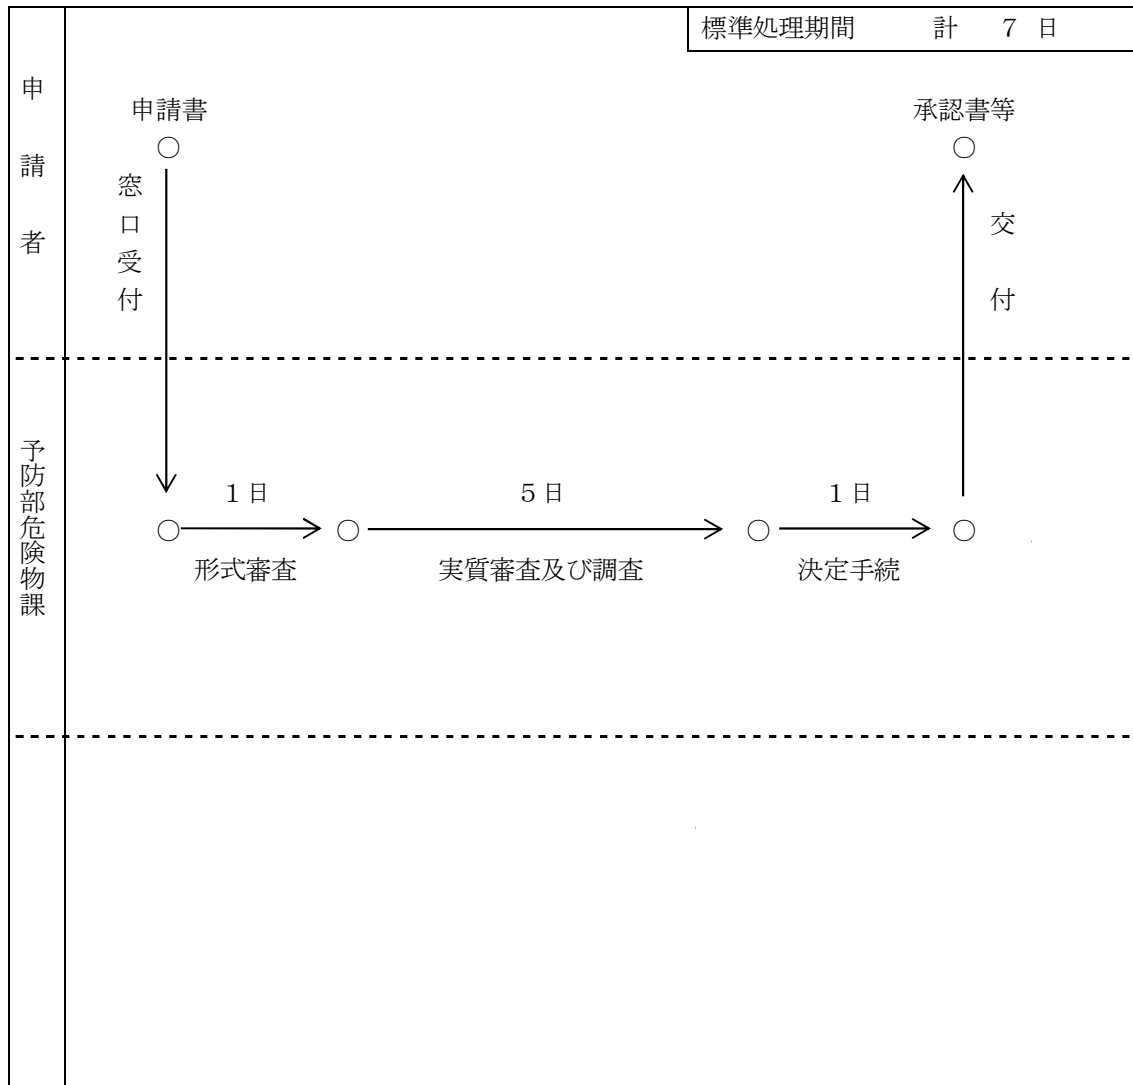 標準処理期間　　　計　７ 日
申請者
申請書
承認書等
窓口受付
交付
予防部危険物課
１日
５日
１日
形式審査
実質審査及び調査
決定手続